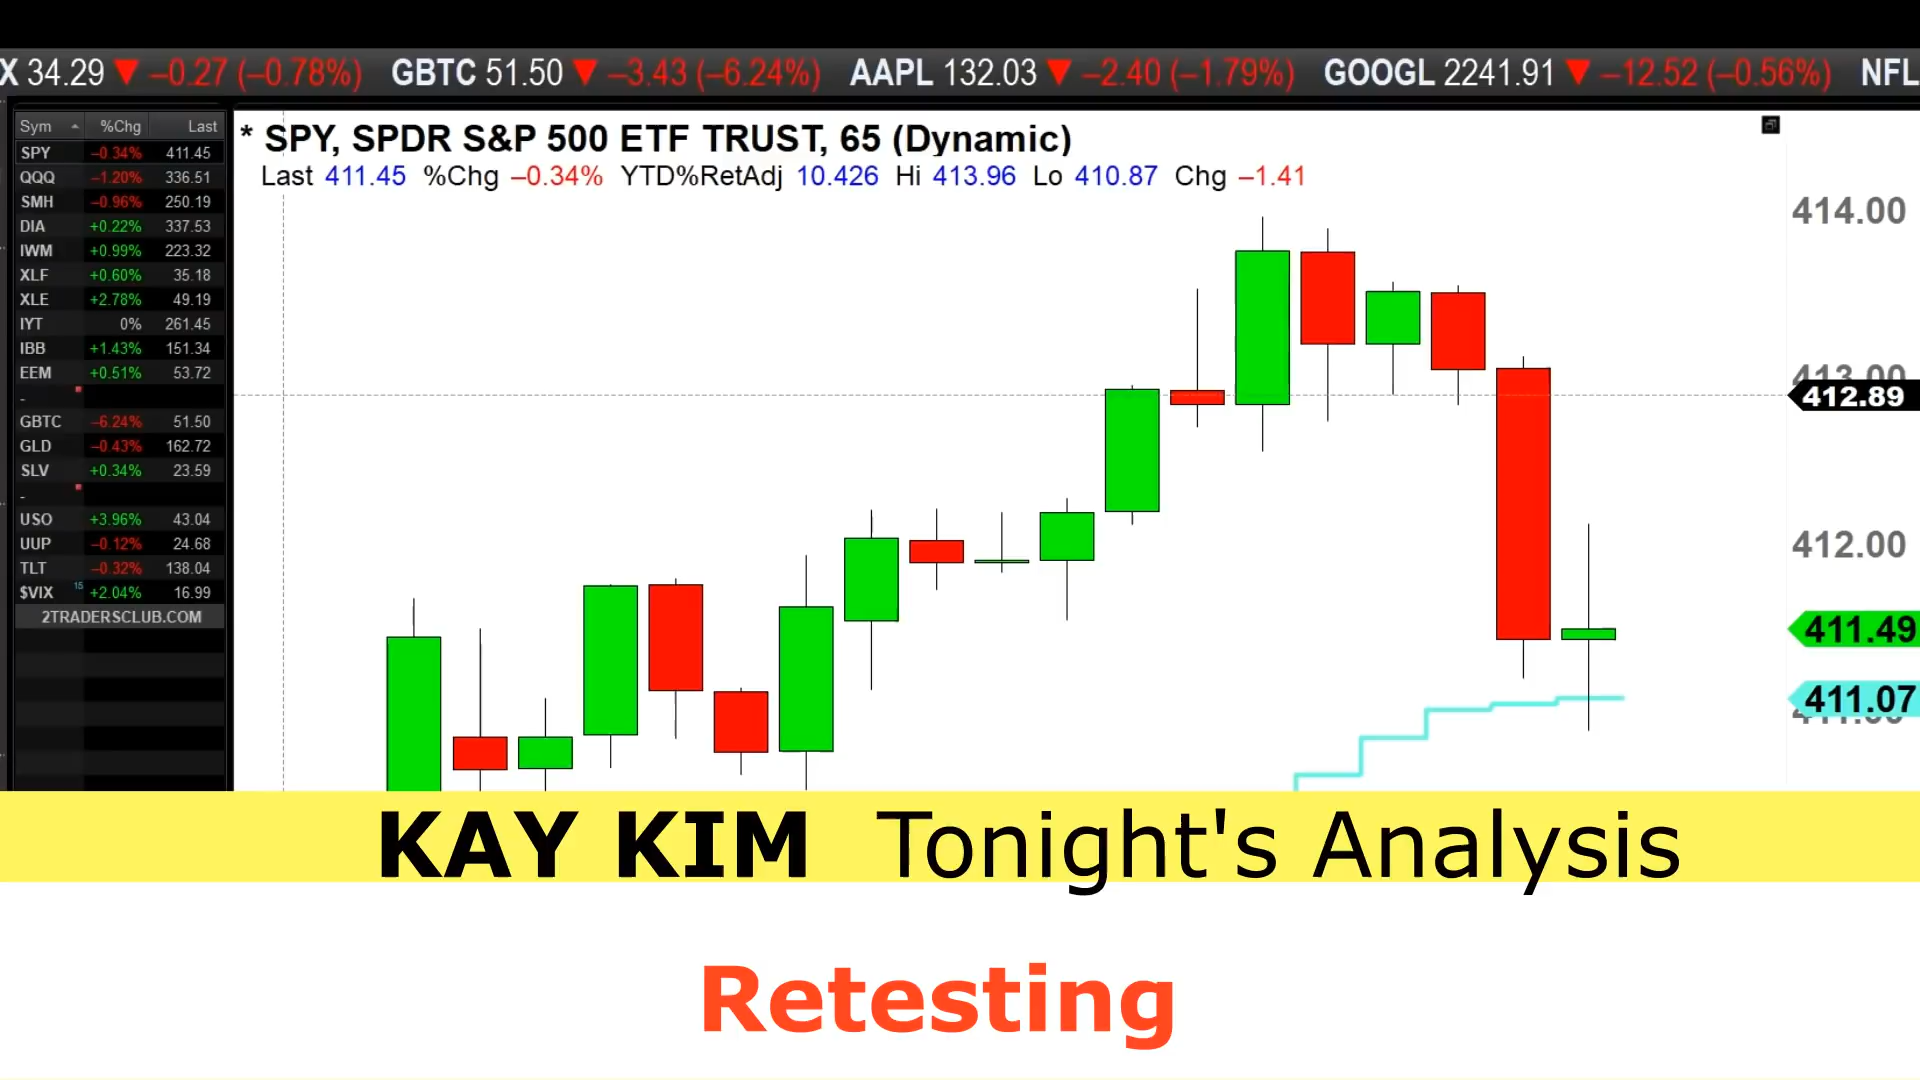 X 34.29 ▼ –0.27 (–0.78%) GBTC 51.50 ▼ –3.43 (–6.24%) AAPL 132.03 ▼ –2.40 (–1.79%) GOOGL 2241.91 ▼ –12.52 (–0.56%) NFL
Sym %Chg Last
SPY –0.34% 411.45
QQQ –1.20% 336.51
SMH –0.96% 250.19
DIA +0.22% 337.53
IWM +0.99% 223.32
XLF +0.60% 35.18
XLE +2.78% 49.19
IYT 0% 261.45
IBB +1.43% 151.34
EEM +0.51% 53.72
-
GBTC –6.24% 51.50
GLD –0.43% 162.72
SLV +0.34% 23.59
-
USO +3.96% 43.04
UUP –0.12% 24.68
TLT –0.32% 138.04
$VIX 15 +2.04% 16.99
2TRADERSCLUB.COM
* SPY, SPDR S&P 500 ETF TRUST, 65 (Dynamic)
Last 411.45 %Chg –0.34% YTD%RetAdj 10.426 Hi 413.96 Lo 410.87 Chg –1.41
414.00
413.00
412.89
412.00
411.49
411.07
411.00
KAY KIM Tonight's Analysis
Retesting